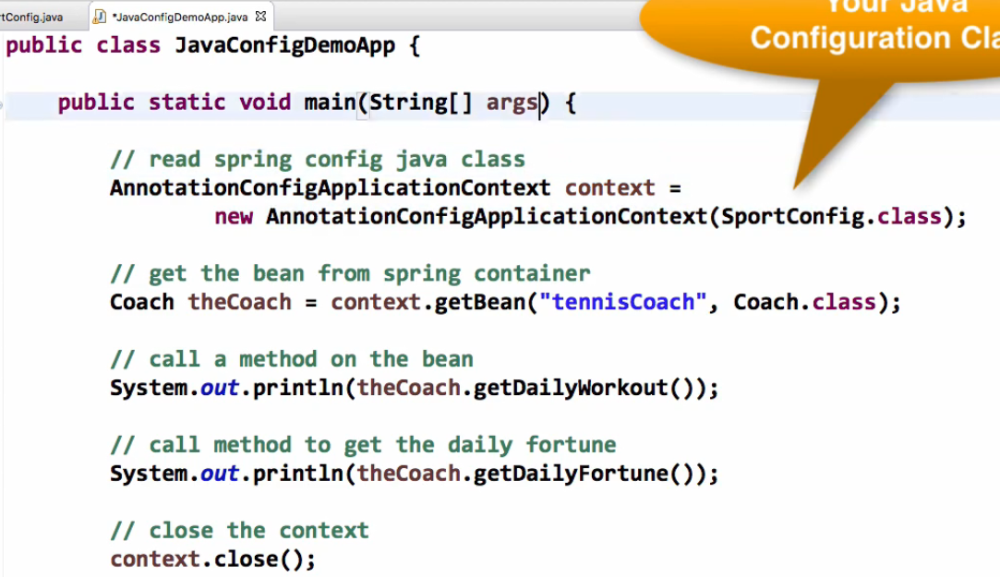 tConfig.java *JavaConfigDemoApp.java
Your Java
Configuration Cla
public class JavaConfigDemoApp {
public static void main(String[] args) {
// read spring config java class
AnnotationConfigApplicationContext context =
new AnnotationConfigApplicationContext(SportConfig.class);
// get the bean from spring container
Coach theCoach = context.getBean("tennisCoach", Coach.class);
// call a method on the bean
System.out.println(theCoach.getDailyWorkout());
// call method to get the daily fortune
System.out.println(theCoach.getDailyFortune());
// close the context
context.close();